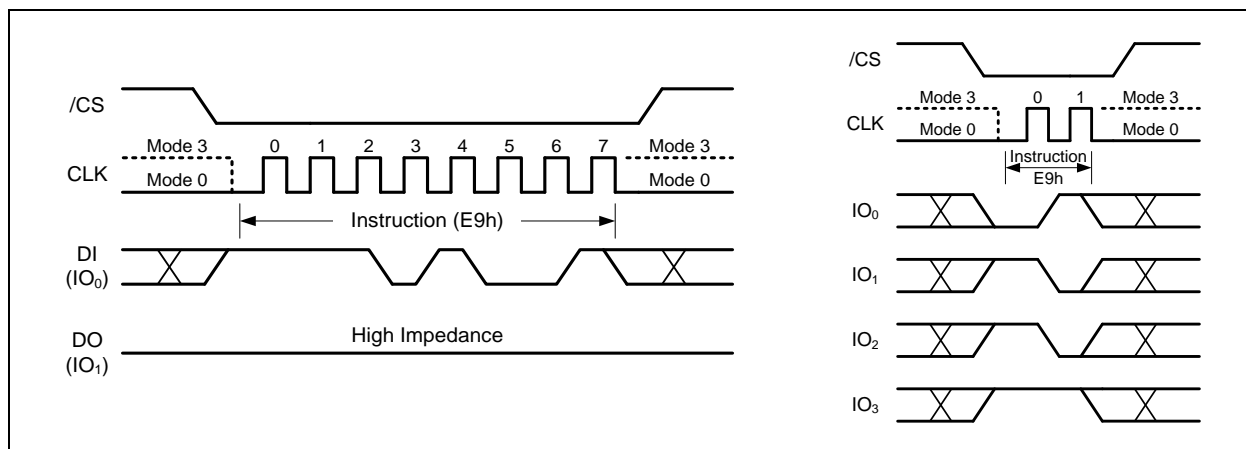 /CS
Mode 3
0 1 2 3 4 5 6 7
Mode 3
CLK
Mode 0
Mode 0
Instruction (E9h)
DI
(IO₀)
DO
(IO₁)
High Impedance
/CS
Mode 3
0 1
Mode 3
CLK
Mode 0
Mode 0
Instruction
E9h
IO₀
IO₁
IO₂
IO₃